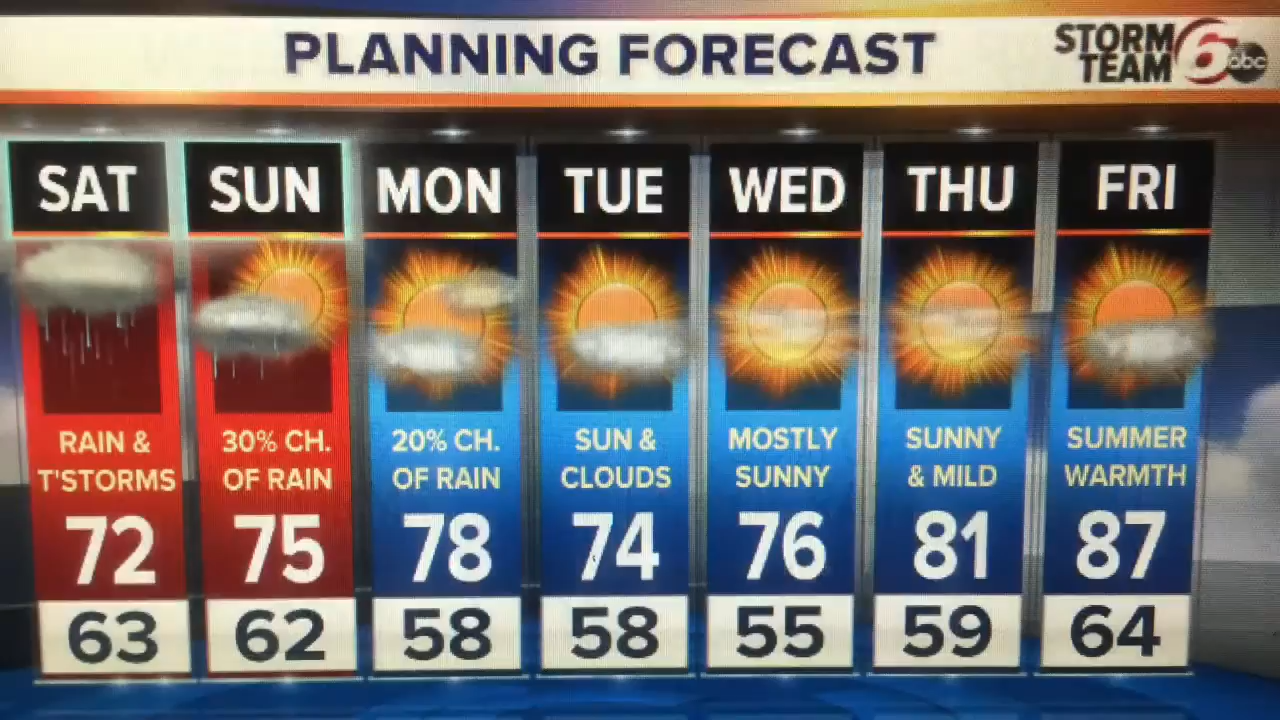 PLANNING FORECAST
STORM TEAM 6 abc
SAT SUN MON TUE WED THU FRI
RAIN & 30% CH. 20% CH. SUN & MOSTLY SUNNY SUMMER
T'STORMS OF RAIN OF RAIN CLOUDS SUNNY & MILD WARMTH
72 75 78 74 76 81 87
63 62 58 58 55 59 64